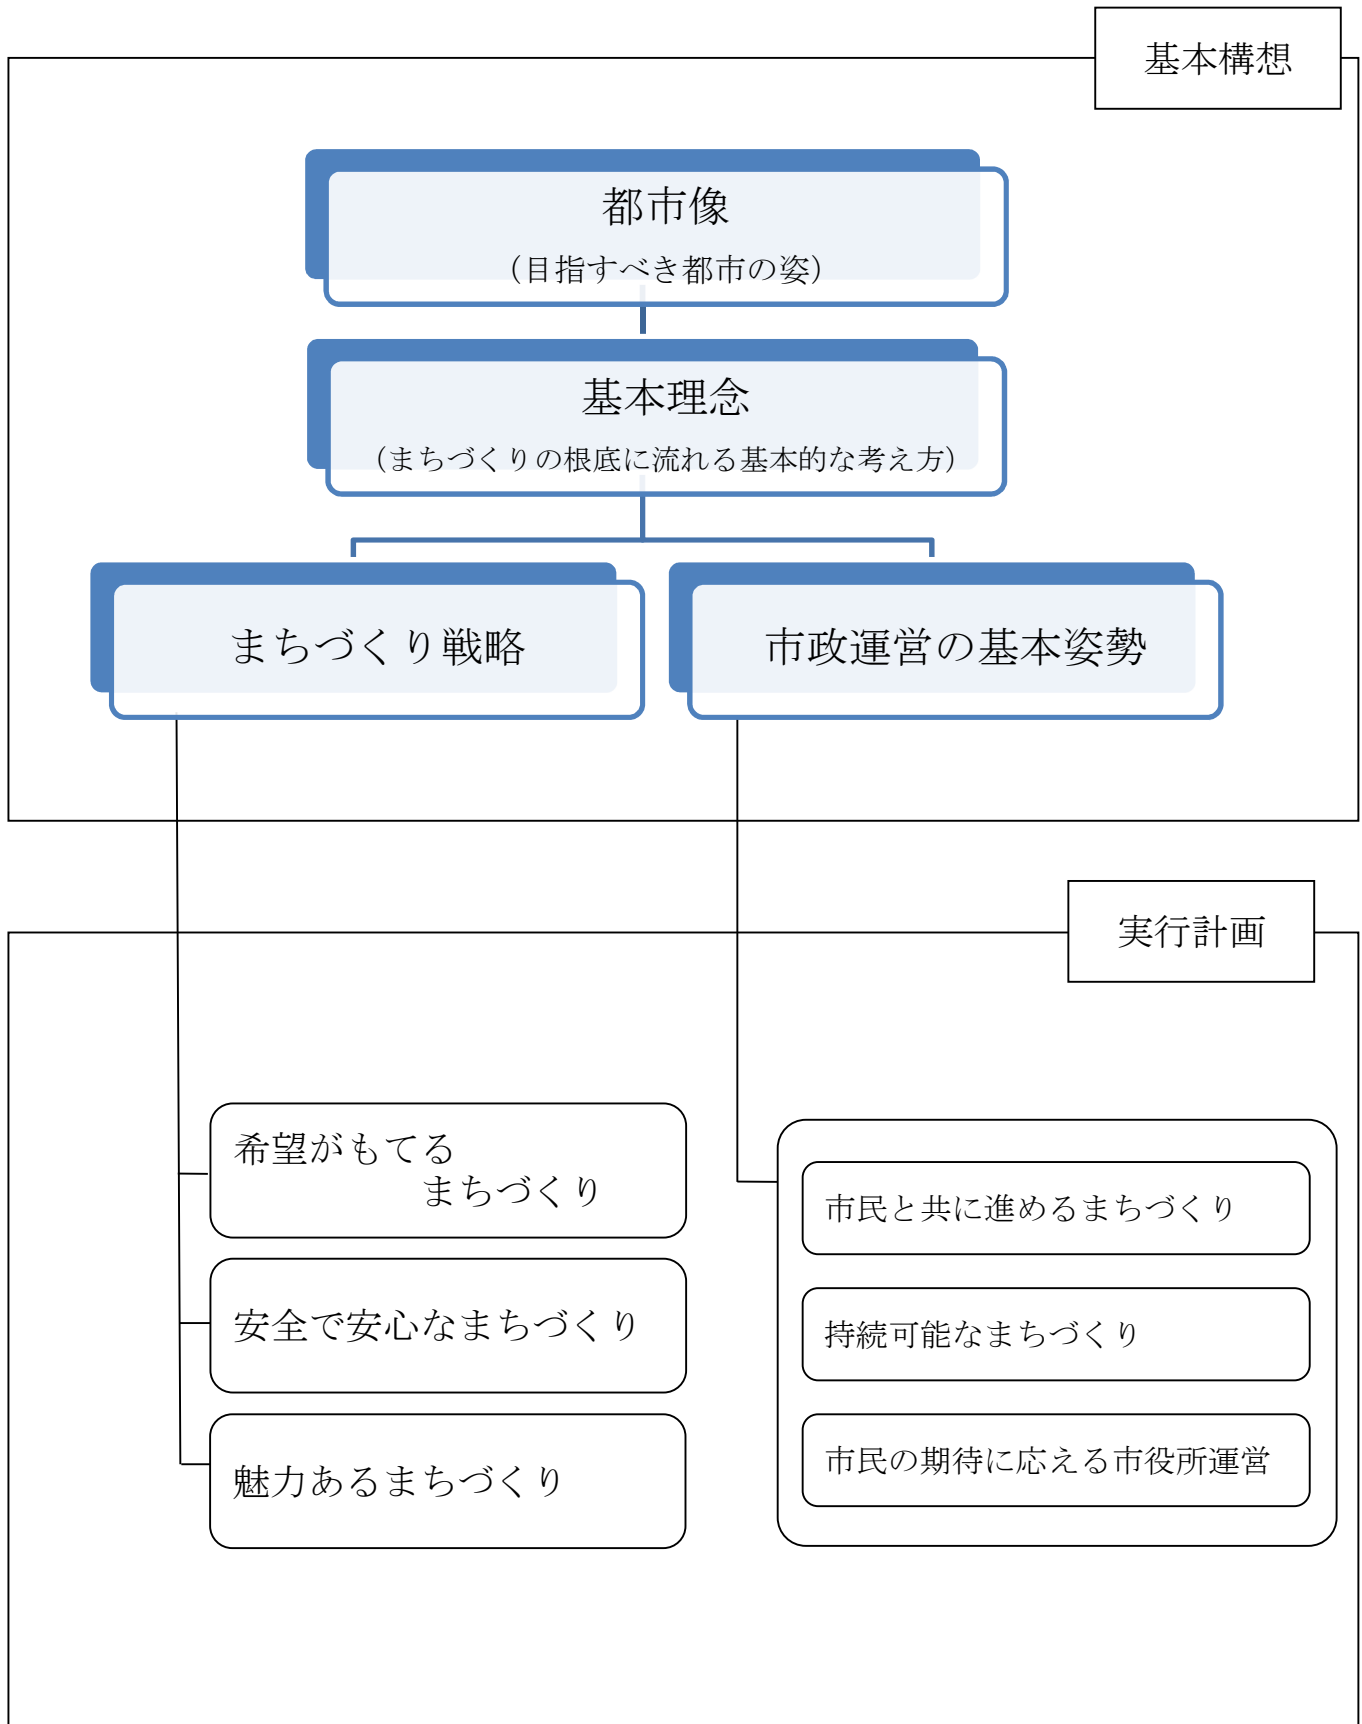 基本構想
都市像
（目指すべき都市の姿）
基本理念
（まちづくりの根底に流れる基本的な考え方）
まちづくり戦略
市政運営の基本姿勢
実行計画
希望がもてる
まちづくり
安全で安心なまちづくり
魅力あるまちづくり
市民と共に進めるまちづくり
持続可能なまちづくり
市民の期待に応える市役所運営